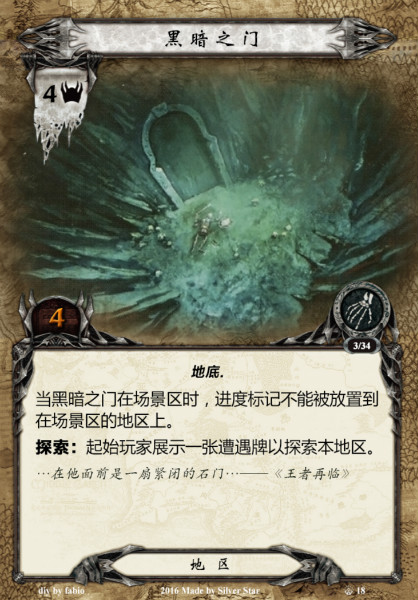 黑暗之门
4
4
3/34
地底.
当黑暗之门在场景区时，进度标记不能被放置到
在场景区的地区上。
探索：起始玩家展示一张遭遇牌以探索本地区。
…在他面前是一扇紧闭的石门…——《王者再临》
地区
diy by fabio 2016 Made by Silver Star 18